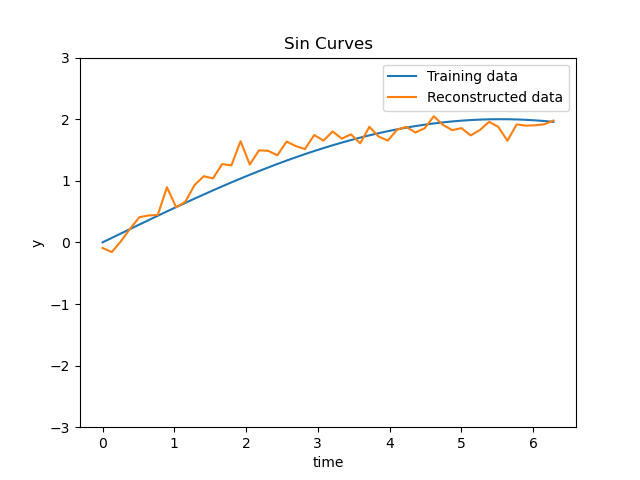 Sin Curves
Training data
Reconstructed data
3
2
1
0
−1
−2
−3
y
0 1 2 3 4 5 6
time